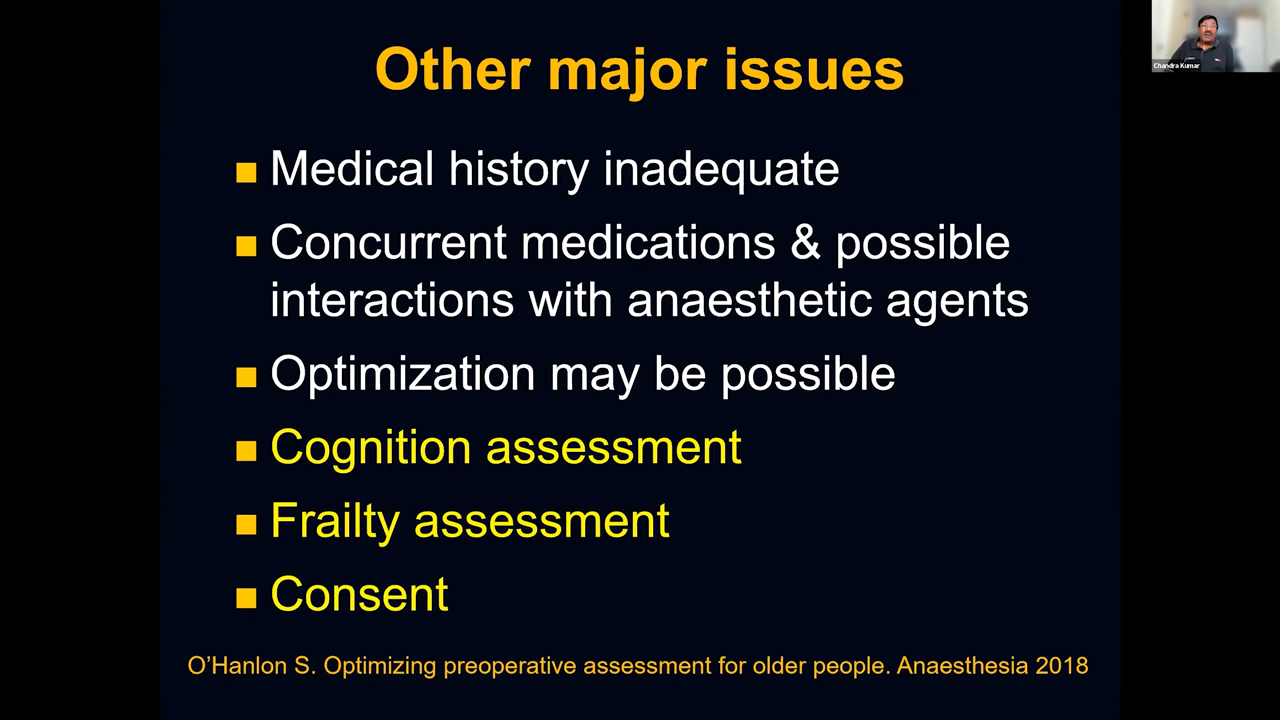 Other major issues
Medical history inadequate
Concurrent medications & possible
interactions with anaesthetic agents
Optimization may be possible
Cognition assessment
Frailty assessment
Consent
O'Hanlon S. Optimizing preoperative assessment for older people. Anaesthesia 2018
Chandra Kumar